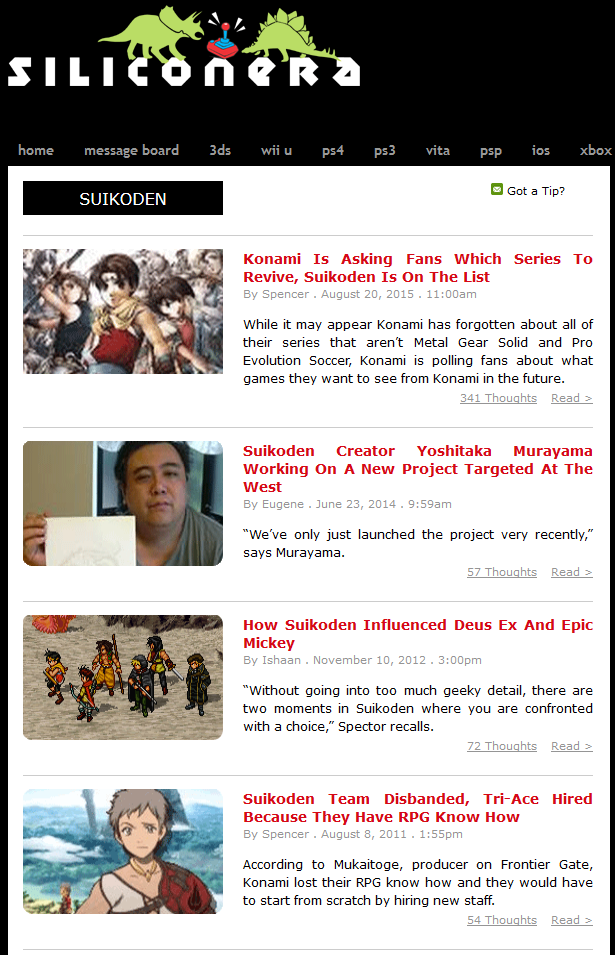 SILICONERA
home message board 3ds wii u ps4 ps3 vita psp ios xbox
SUIKODEN
Got a Tip?
Konami Is Asking Fans Which Series To
Revive, Suikoden Is On The List
By Spencer . August 20, 2015 . 11:00am
While it may appear Konami has forgotten about all of
their series that aren’t Metal Gear Solid and Pro
Evolution Soccer, Konami is polling fans about what
games they want to see from Konami in the future.
341 Thoughts Read >
Suikoden Creator Yoshitaka Murayama
Working On A New Project Targeted At The
West
By Eugene . June 23, 2014 . 9:59am
“We’ve only just launched the project very recently,”
says Murayama.
57 Thoughts Read >
How Suikoden Influenced Deus Ex And Epic
Mickey
By Ishaan . November 10, 2012 . 3:00pm
“Without going into too much geeky detail, there are
two moments in Suikoden where you are confronted
with a choice,” Spector recalls.
72 Thoughts Read >
Suikoden Team Disbanded, Tri-Ace Hired
Because They Have RPG Know How
By Spencer . August 8, 2011 . 1:55pm
According to Mukaitoge, producer on Frontier Gate,
Konami lost their RPG know how and they would have
to start from scratch by hiring new staff.
54 Thoughts Read >